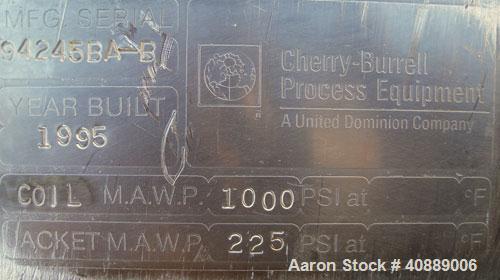 MFG. SERIAL
94245BA-B
YEAR BUILT
1995
Cherry-Burrell
Process Equipment
A United Dominion Company
COIL M.A.W.P. 1000 PSI at °F
JACKET M.A.W.P. 225 PSI at °F
Aaron Stock # 40889006